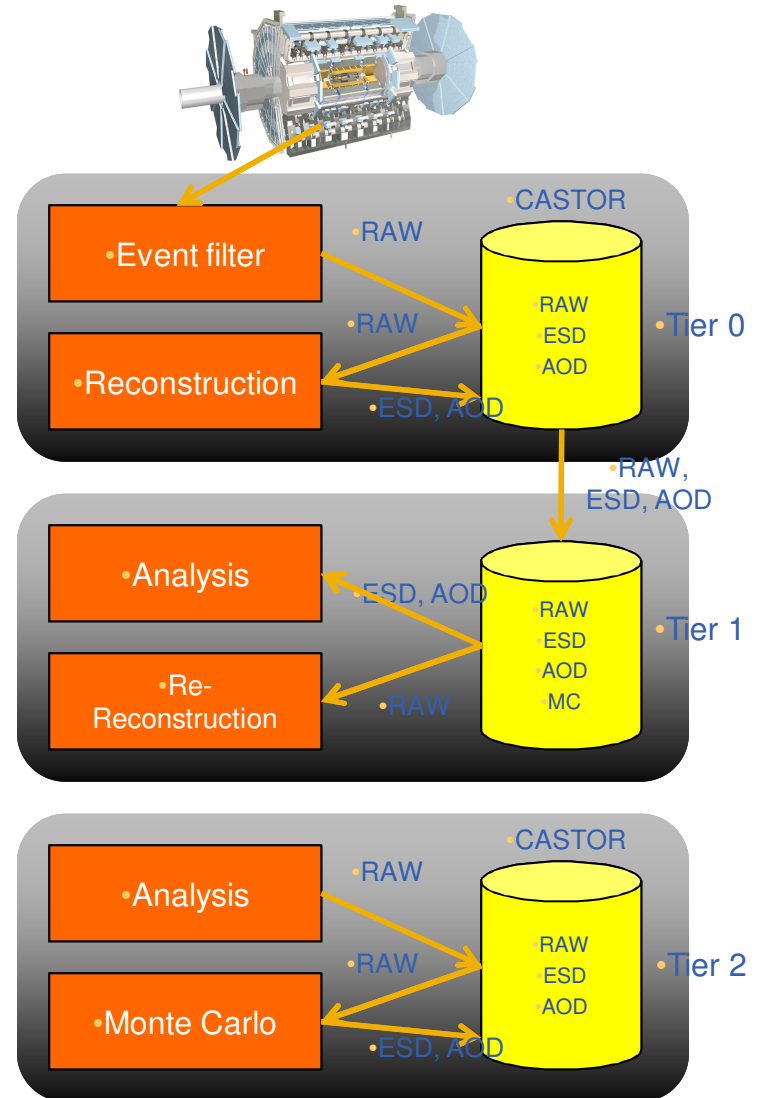 •CASTOR
•Event filter
•RAW
•RAW
•ESD
•AOD
•Tier 0
•RAW
•Reconstruction
•ESD, AOD
•RAW,
ESD, AOD
•Analysis
•ESD, AOD
•RAW
•ESD
•AOD
•MC
•Tier 1
•Re-
Reconstruction
•RAW
•CASTOR
•Analysis
•RAW
•RAW
•ESD
•AOD
•Tier 2
•RAW
•Monte Carlo
•ESD, AOD